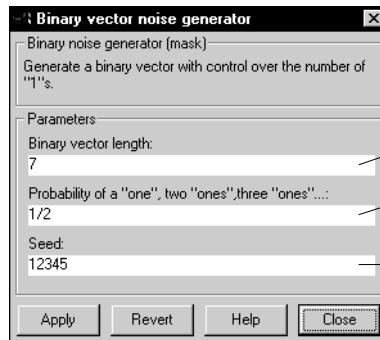 Binary vector noise generator
Binary noise generator (mask)
Generate a binary vector with control over the number of
"1"s.
Parameters
Binary vector length:
7
Probability of a "one", two "ones",three "ones"...:
1/2
Seed:
12345
Apply Revert Help Close